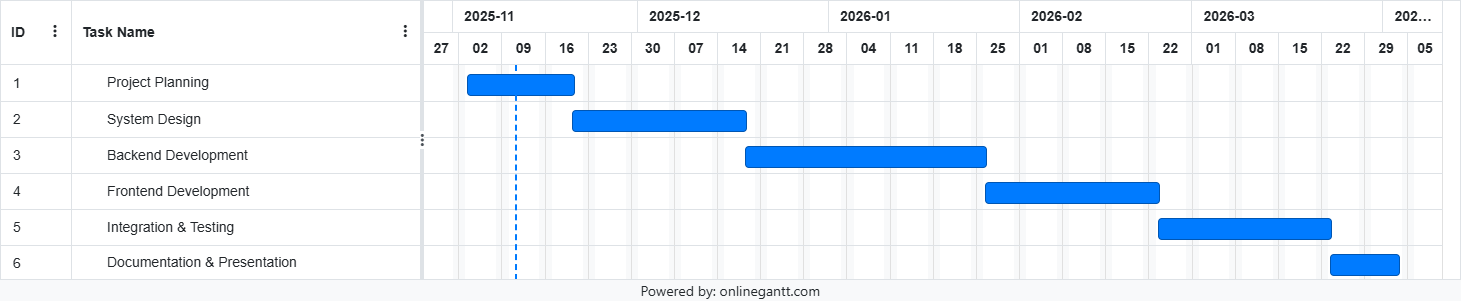 ID Task Name 2025-11 2025-12 2026-01 2026-02 2026-03 202...
27 02 09 16 23 30 07 14 21 28 04 11 18 25 01 08 15 22 01 08 15 22 29 05
1 Project Planning
2 System Design
3 Backend Development
4 Frontend Development
5 Integration & Testing
6 Documentation & Presentation
Powered by: onlinegantt.com